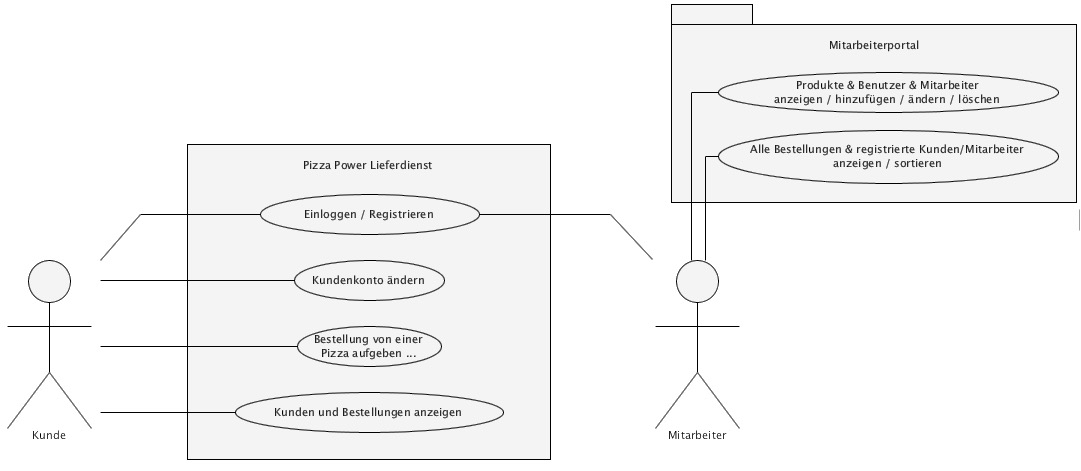 Mitarbeiterportal
Produkte & Benutzer & Mitarbeiter
anzeigen / hinzufügen / ändern / löschen
Alle Bestellungen & registrierte Kunden/Mitarbeiter
anzeigen / sortieren
Pizza Power Lieferdienst
Einloggen / Registrieren
Kundenkonto ändern
Bestellung von einer
Pizza aufgeben ...
Kunden und Bestellungen anzeigen
Kunde
Mitarbeiter